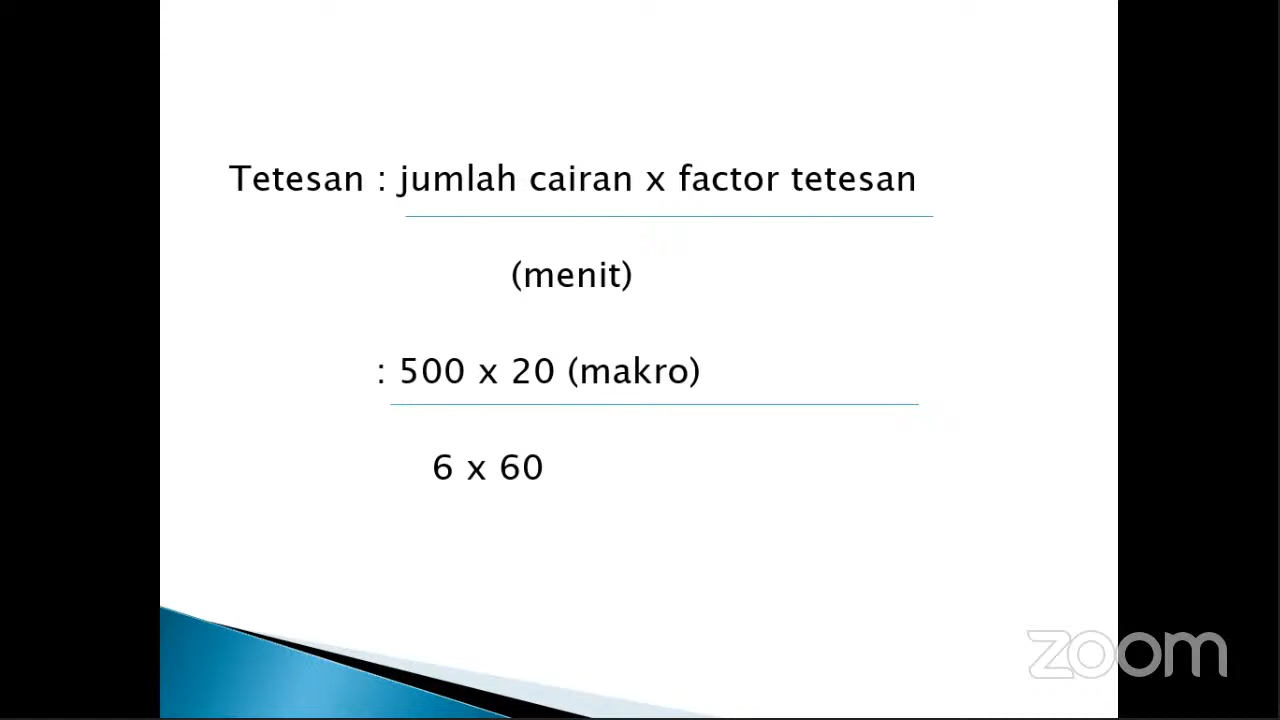 Tetesan : jumlah cairan x factor tetesan
(menit)
: 500 x 20 (makro)
6 x 60
zoom